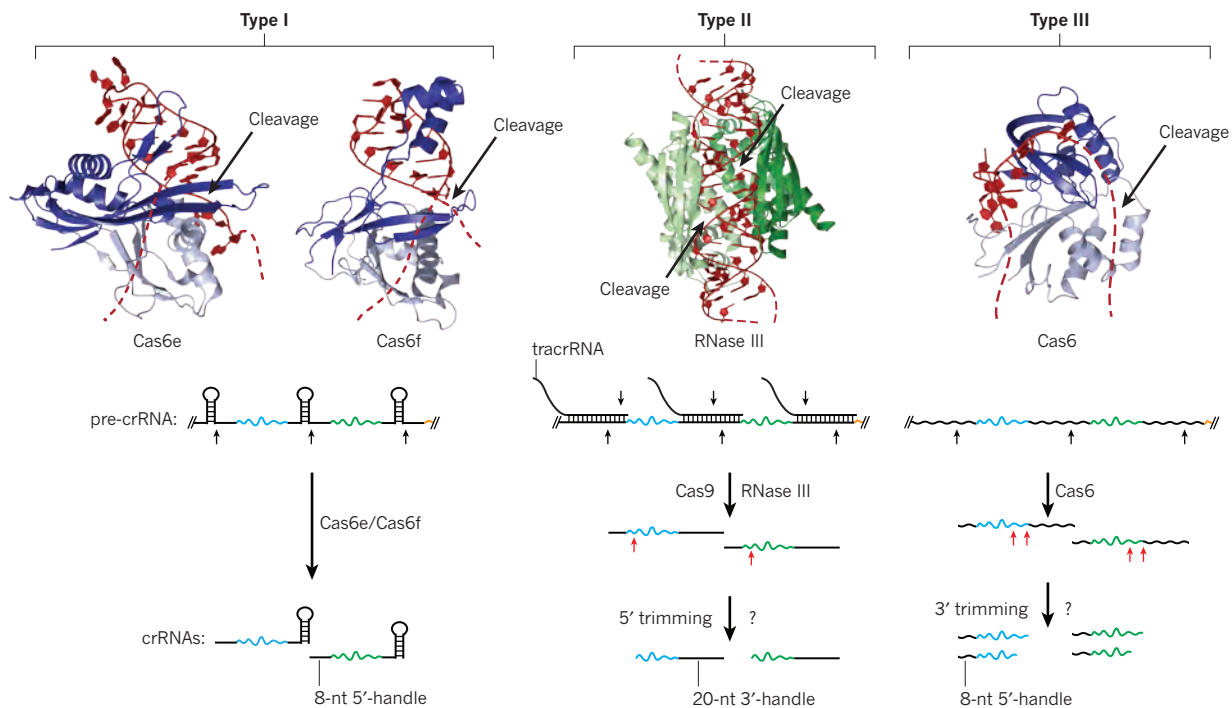 Type I
Type II
Type III
Cleavage
Cleavage
Cleavage
Cleavage
Cleavage
Cas6e
Cas6f
RNase III
Cas6
tracrRNA
pre-crRNA:
Cas6e/Cas6f
Cas9
RNase III
Cas6
5′ trimming
?
3′ trimming
?
crRNAs:
8-nt 5′-handle
20-nt 3′-handle
8-nt 5′-handle